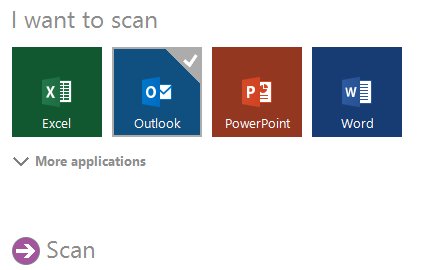 I want to scan
Excel Outlook PowerPoint Word
More applications
Scan